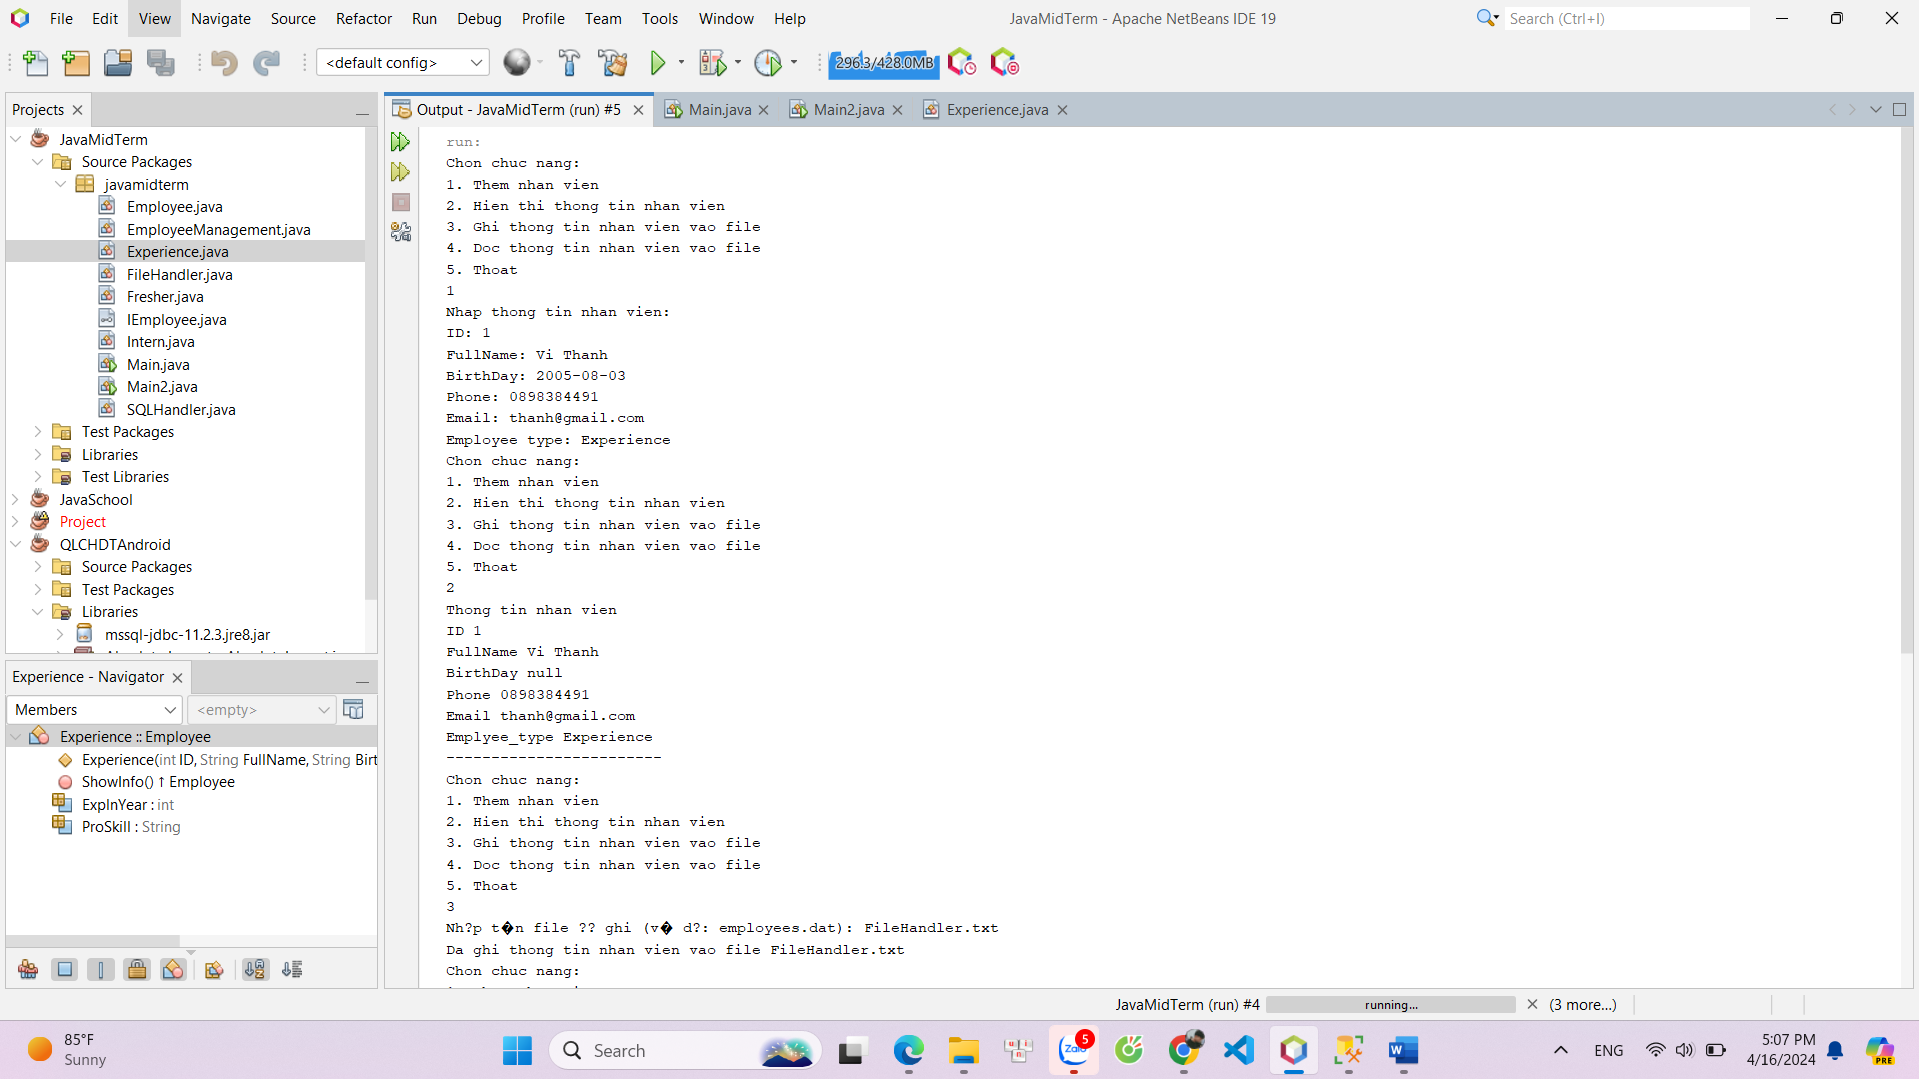 File Edit View Navigate Source Refactor Run Debug Profile Team Tools Window Help
JavaMidTerm - Apache NetBeans IDE 19
Search (Ctrl+I)
<default config>
296.3/428.0MB
Projects
JavaMidTerm
Source Packages
javamidterm
Employee.java
EmployeeManagement.java
Experience.java
FileHandler.java
Fresher.java
IEmployee.java
Intern.java
Main.java
Main2.java
SQLHandler.java
Test Packages
Libraries
Test Libraries
JavaSchool
Project
QLCHDTAndroid
Source Packages
Test Packages
Libraries
mssql-jdbc-11.2.3.jre8.jar
Experience - Navigator
Members
<empty>
Experience :: Employee
Experience(int ID, String FullName, String Birt
ShowInfo() ↑ Employee
ExpInYear : int
ProSkill : String
Output - JavaMidTerm (run) #5
Main.java
Main2.java
Experience.java
run:
Chon chuc nang:
1. Them nhan vien
2. Hien thi thong tin nhan vien
3. Ghi thong tin nhan vien vao file
4. Doc thong tin nhan vien vao file
5. Thoat
1
Nhap thong tin nhan vien:
ID: 1
FullName: Vi Thanh
BirthDay: 2005-08-03
Phone: 0898384491
Email: thanh@gmail.com
Employee type: Experience
Chon chuc nang:
1. Them nhan vien
2. Hien thi thong tin nhan vien
3. Ghi thong tin nhan vien vao file
4. Doc thong tin nhan vien vao file
5. Thoat
2
Thong tin nhan vien
ID 1
FullName Vi Thanh
BirthDay null
Phone 0898384491
Email thanh@gmail.com
Emplyee_type Experience
------------------------
Chon chuc nang:
1. Them nhan vien
2. Hien thi thong tin nhan vien
3. Ghi thong tin nhan vien vao file
4. Doc thong tin nhan vien vao file
5. Thoat
3
Nh?p t�n file ?? ghi (v� d?: employees.dat): FileHandler.txt
Da ghi thong tin nhan vien vao file FileHandler.txt
Chon chuc nang:
JavaMidTerm (run) #4
running...
(3 more...)
85°F
Sunny
Search
Zalo
5
ENG
5:07 PM
4/16/2024
PRE